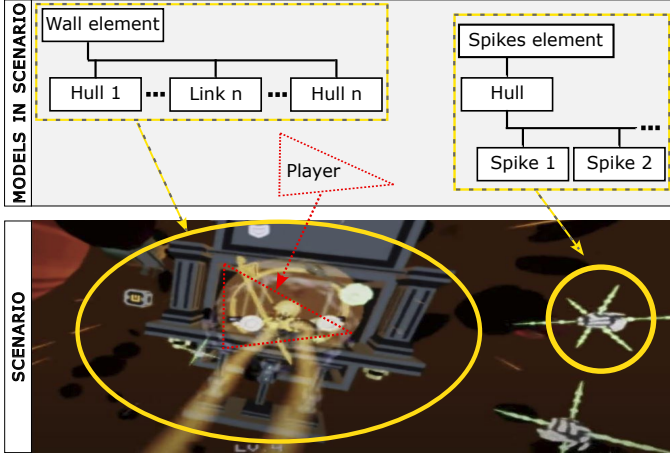 MODELS IN SCENARIO
Wall element
Hull 1
Link n
Hull n
Spikes element
Hull
Spike 1
Spike 2
Player
SCENARIO